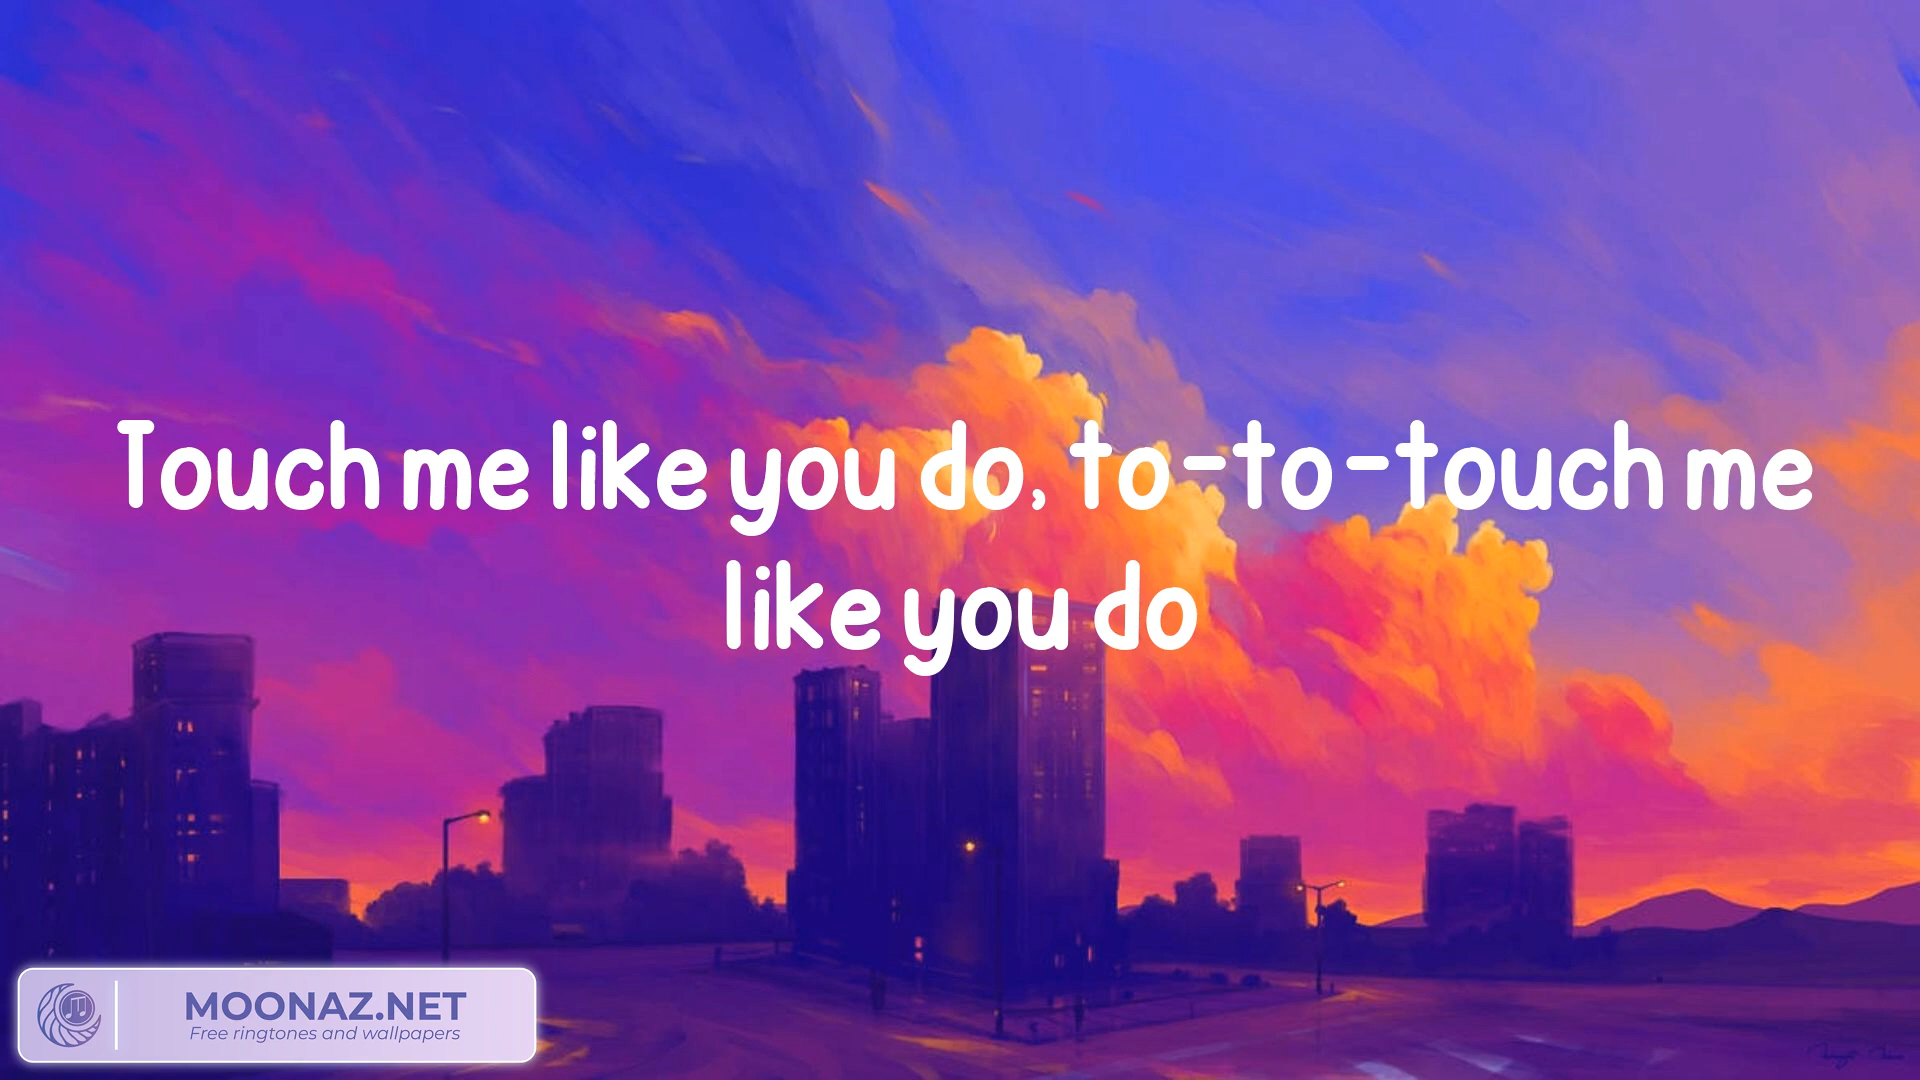 Touch me like you do, to-to-touch me
like you do
MOONAZ.NET
Free ringtones and wallpapers